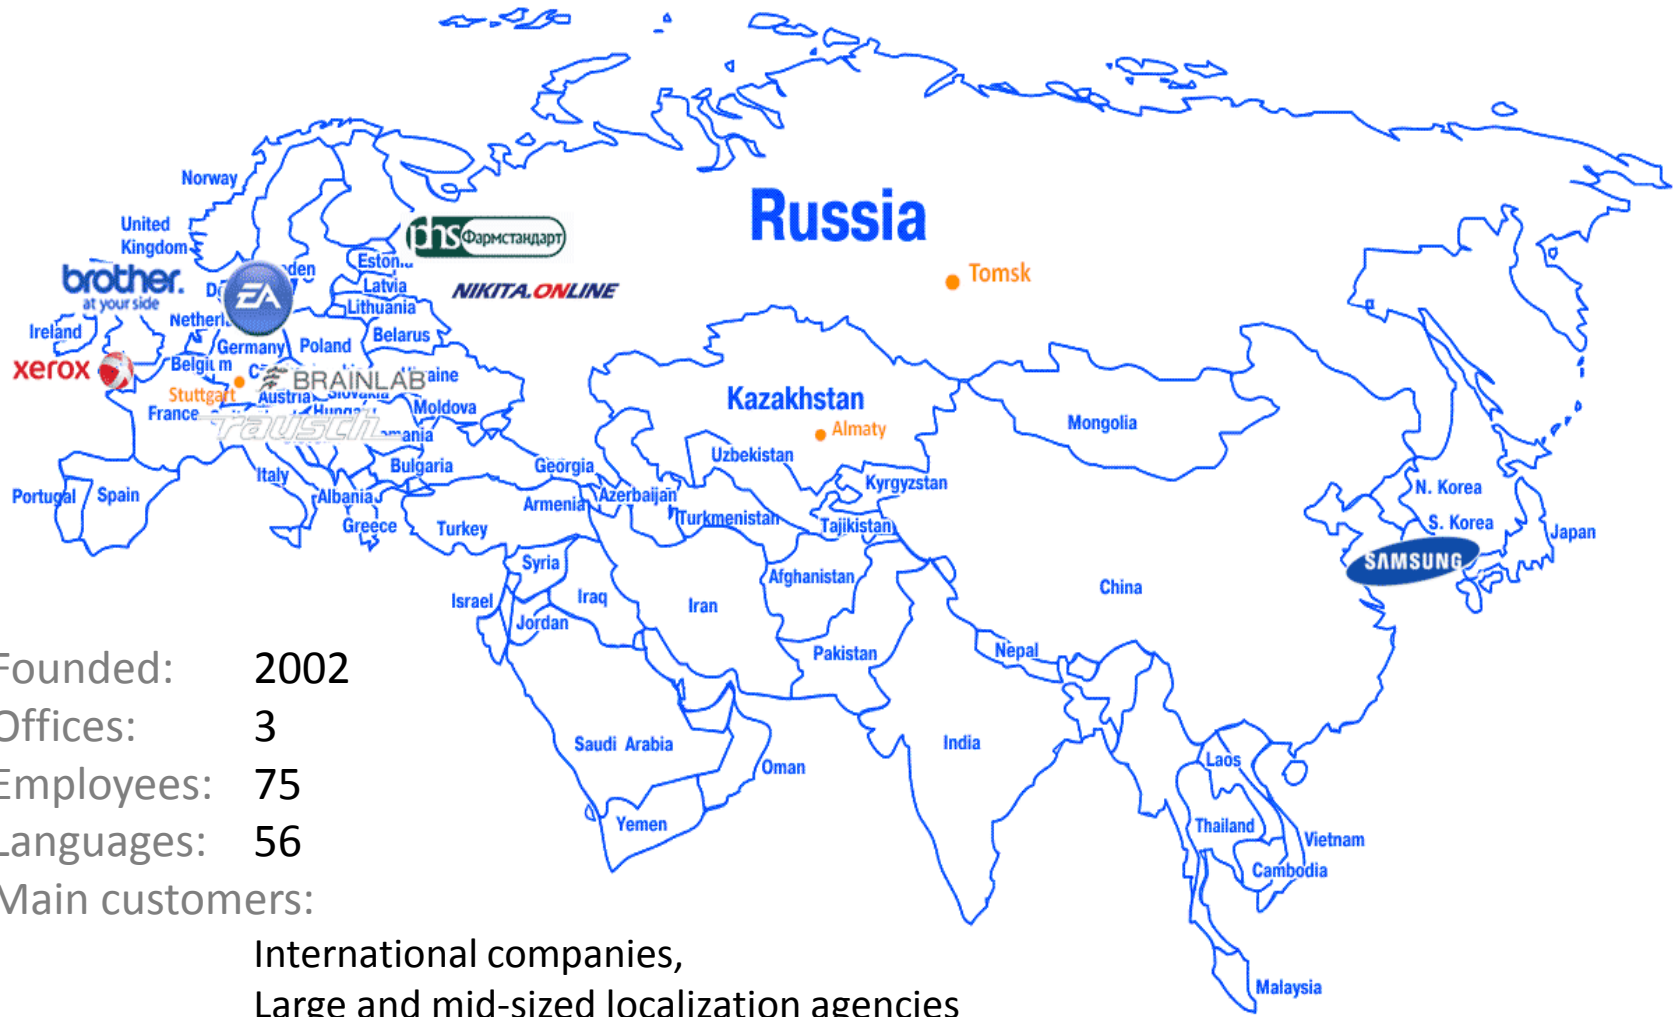 Norway
Russia
United
Kingdom
phs Фармстандарт
Tomsk
brother.
at your side
EA
Latvia
NIKITA.ONLINE
Lithuania
Ireland
Germany
Poland
Belarus
xerox
BRAINLAB
Stuttgart
Austria
France
Moldova
rausch
Kazakhstan
Almaty
Mongolia
Uzbekistan
Italy
Bulgaria
Georgia
Kyrgyzstan
Portugal
Spain
Albania
Armenia
Azerbaijan
Turkmenistan
Tajikistan
N. Korea
S. Korea
Greece
Turkey
Japan
SAMSUNG
Syria
Afghanistan
China
Israel
Iraq
Iran
Jordan
Pakistan
Nepal
Founded: 2002
Offices: 3
Saudi Arabia
India
Oman
Laos
Employees: 75
Yemen
Thailand
Vietnam
Languages: 56
Cambodia
Main customers:
International companies,
Large and mid-sized localization agencies
Malaysia